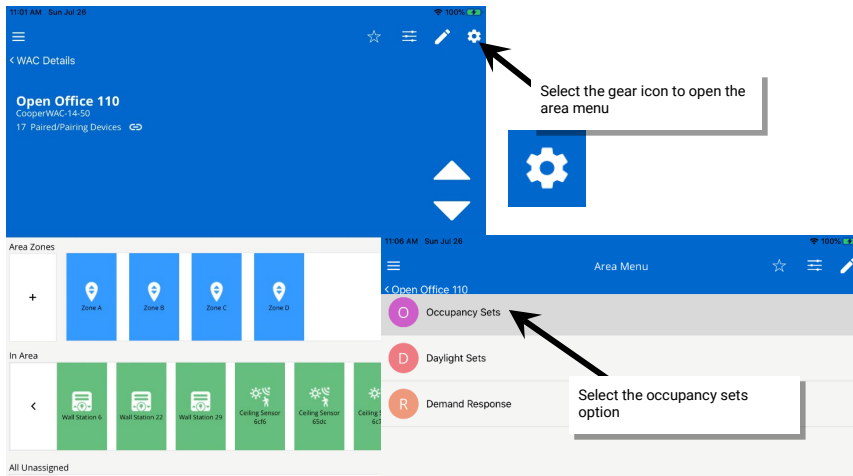 11:01 AM Sun Jul 26
100%
< WAC Details
Open Office 110
CooperWAC-14-50
17 Paired/Pairing Devices
Select the gear icon to open the
area menu
Area Zones
+
Zone A
Zone B
Zone C
Zone D
In Area
<
Wall Station 6
Wall Station 22
Wall Station 29
Ceiling Sensor
6cf6
Ceiling Sensor
65dc
Ceiling
6c
All Unassigned
11:06 AM Sun Jul 26
100%
Area Menu
< Open Office 110
O Occupancy Sets
D Daylight Sets
R Demand Response
Select the occupancy sets
option